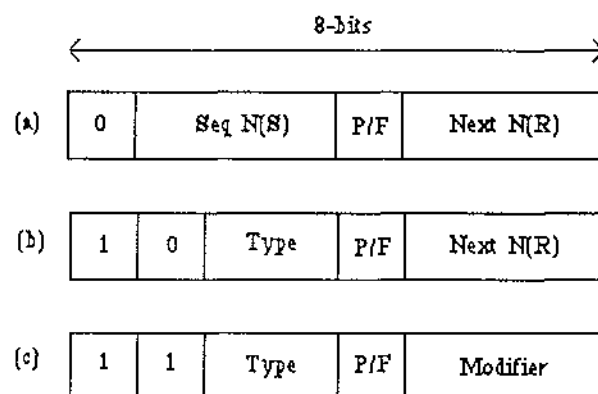 8-bits
(a) 0 Seq N(S) P/F Next N(R)
(b) 1 0 Type P/F Next N(R)
(c) 1 1 Type P/F Modifier